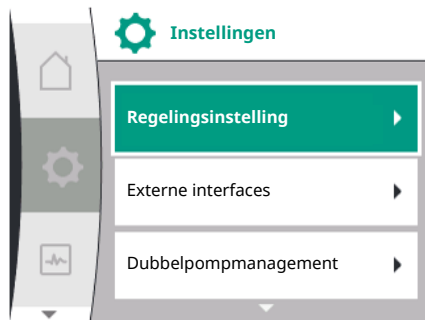 Instellingen
Regelingsinstelling
Externe interfaces
Dubbelpompmanagement